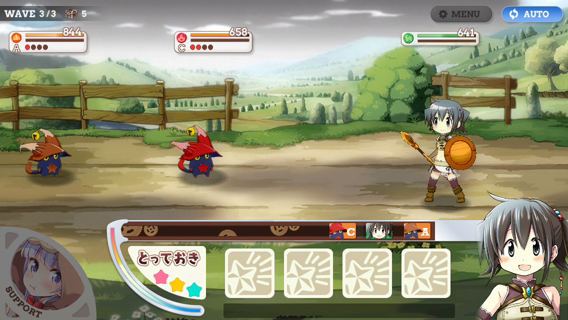 WAVE 3/3
5
MENU
AUTO
844
A
658
C
641
C
A
とっておき
SUPPORT